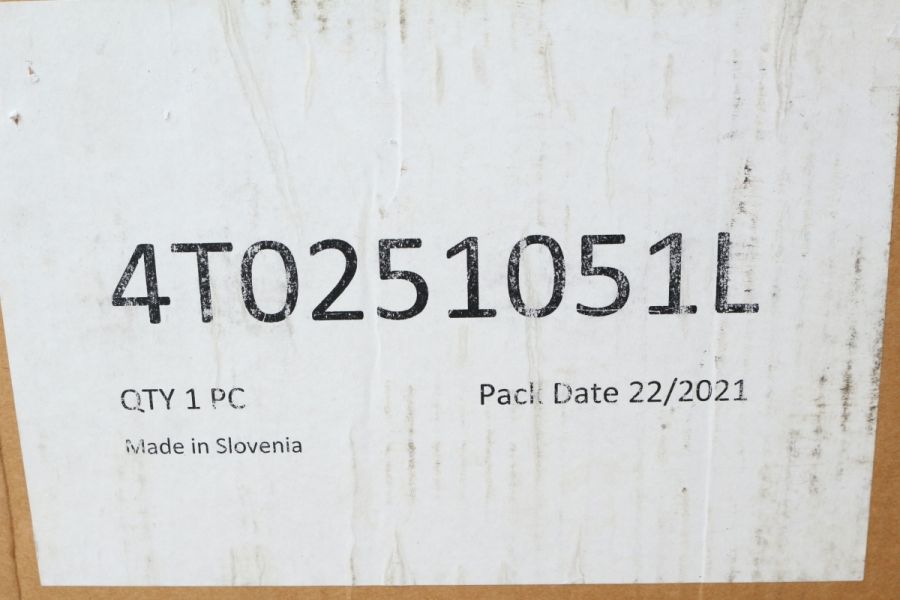 4T0251051L
QTY 1 PC
Pack Date 22/2021
Made in Slovenia